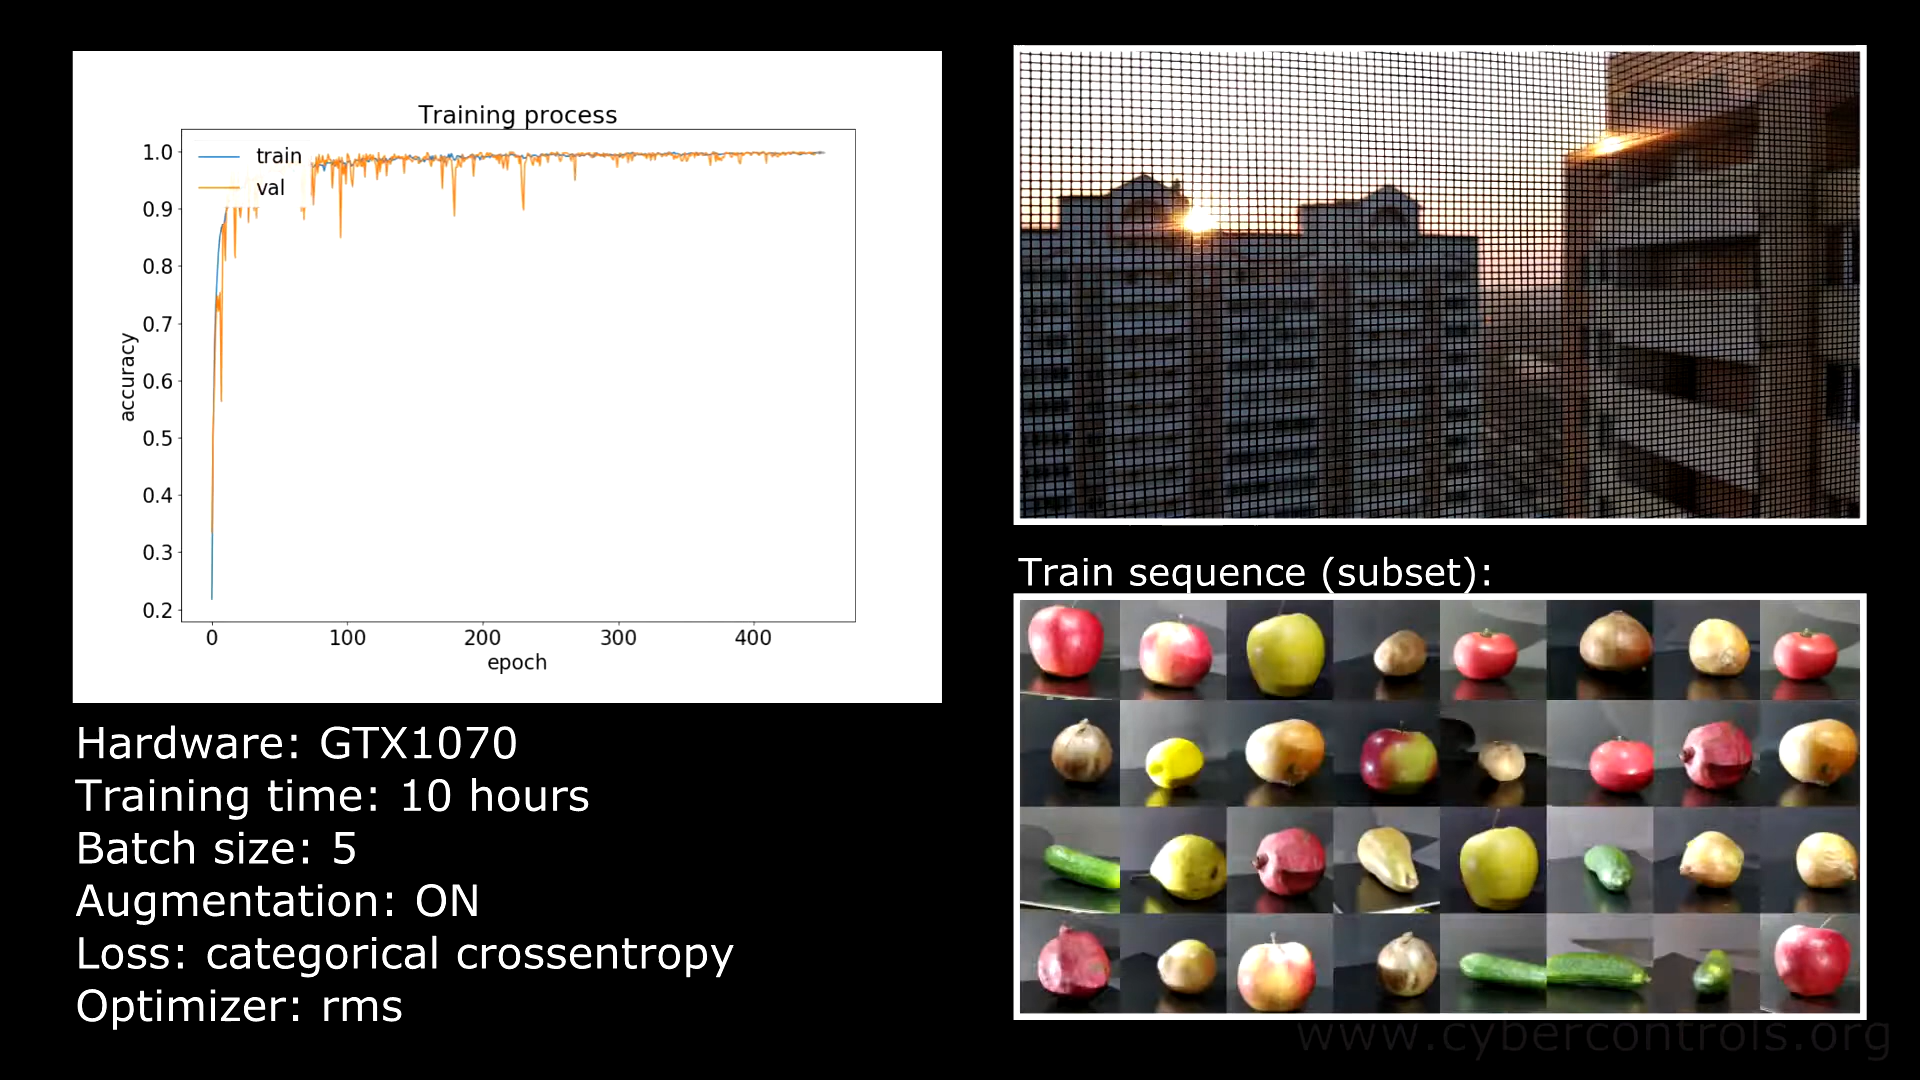 Training process
train
val
1.0
0.9
0.8
0.7
0.6
0.5
0.4
0.3
0.2
accuracy
0 100 200 300 400
epoch
Hardware: GTX1070
Training time: 10 hours
Batch size: 5
Augmentation: ON
Loss: categorical crossentropy
Optimizer: rms
Train sequence (subset):
www.cybercontrols.org